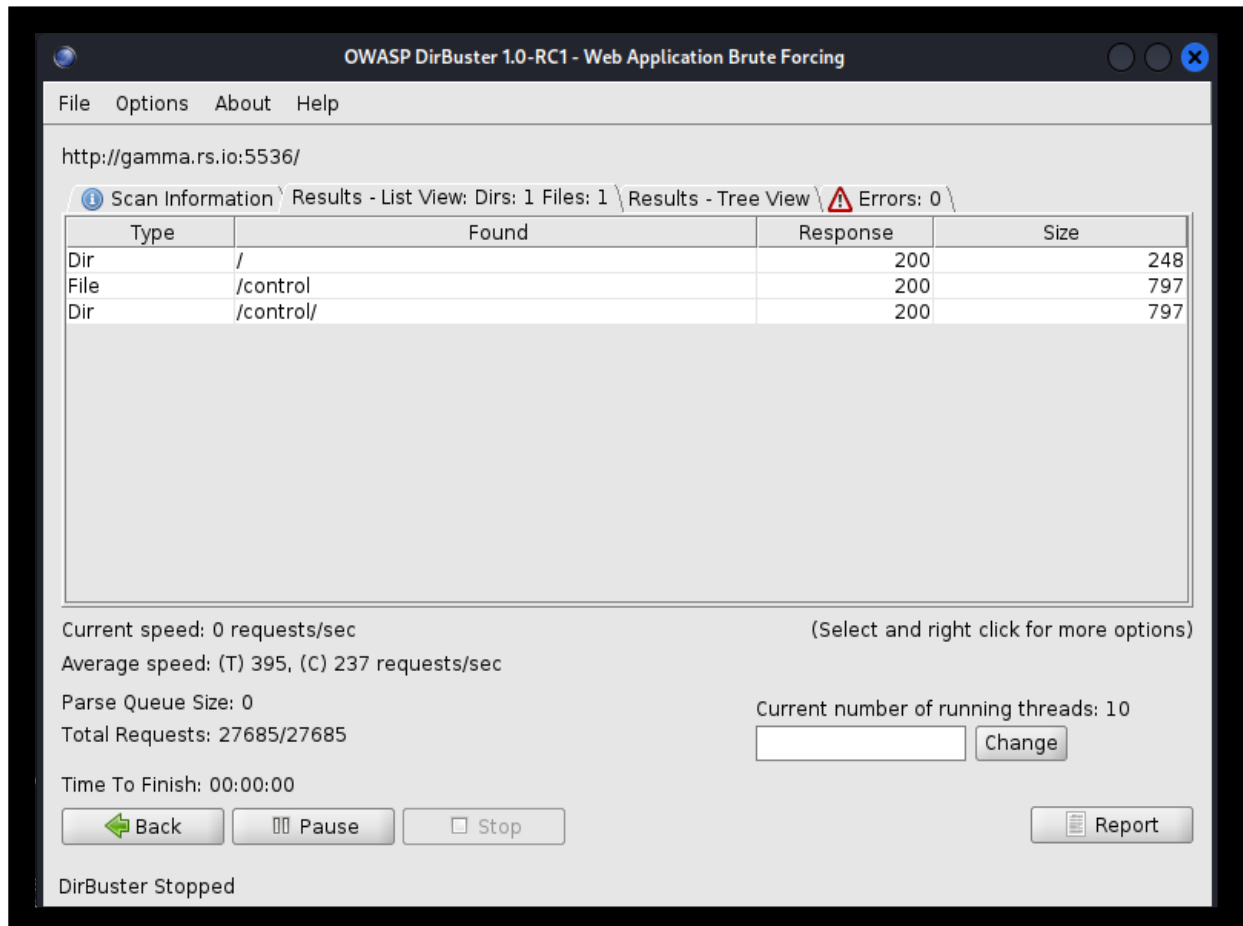 OWASP DirBuster 1.0-RC1 - Web Application Brute Forcing
File Options About Help
http://gamma.rs.io:5536/
Scan Information Results - List View: Dirs: 1 Files: 1 Results - Tree View Errors: 0
Type Found Response Size
Dir / 200 248
File /control 200 797
Dir /control/ 200 797
Current speed: 0 requests/sec (Select and right click for more options)
Average speed: (T) 395, (C) 237 requests/sec
Parse Queue Size: 0
Current number of running threads: 10
Total Requests: 27685/27685
Change
Time To Finish: 00:00:00
Back Pause Stop Report
DirBuster Stopped